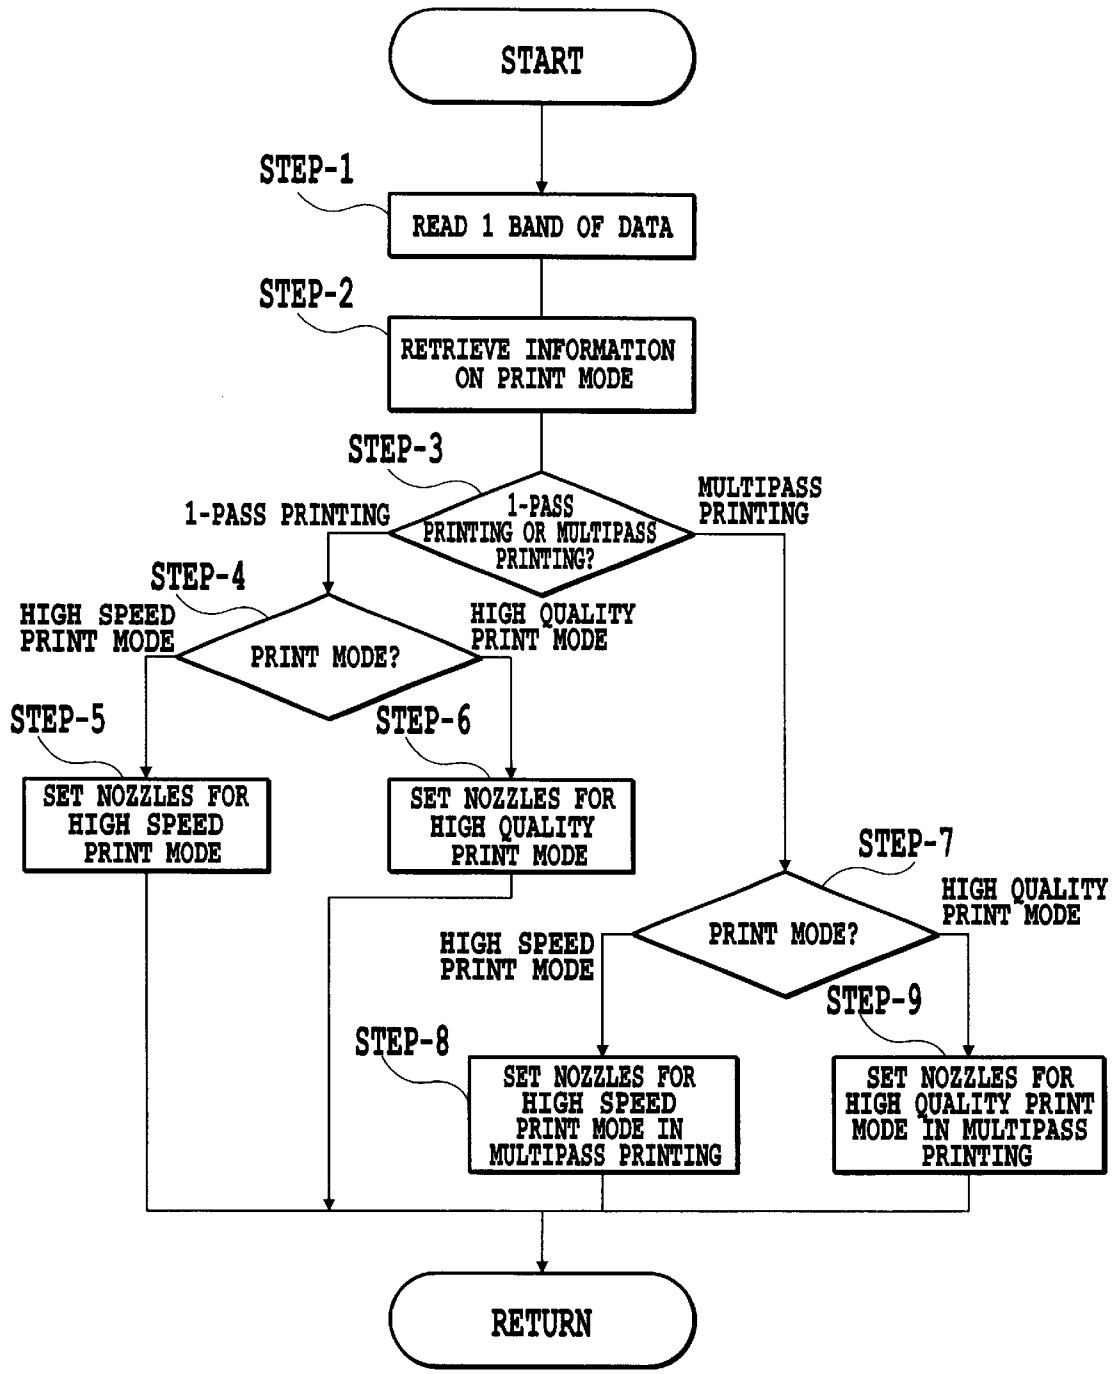 START
STEP-1
READ 1 BAND OF DATA
STEP-2
RETRIEVE INFORMATION
ON PRINT MODE
STEP-3
1-PASS PRINTING
1-PASS
PRINTING OR MULTIPASS
PRINTING?
MULTIPASS
PRINTING
STEP-4
HIGH SPEED
PRINT MODE
PRINT MODE?
HIGH QUALITY
PRINT MODE
STEP-5
SET NOZZLES FOR
HIGH SPEED
PRINT MODE
STEP-6
SET NOZZLES FOR
HIGH QUALITY
PRINT MODE
STEP-7
PRINT MODE?
HIGH SPEED
PRINT MODE
HIGH QUALITY
PRINT MODE
STEP-8
SET NOZZLES FOR
HIGH SPEED
PRINT MODE IN
MULTIPASS PRINTING
STEP-9
SET NOZZLES FOR
HIGH QUALITY PRINT
MODE IN MULTIPASS
PRINTING
RETURN